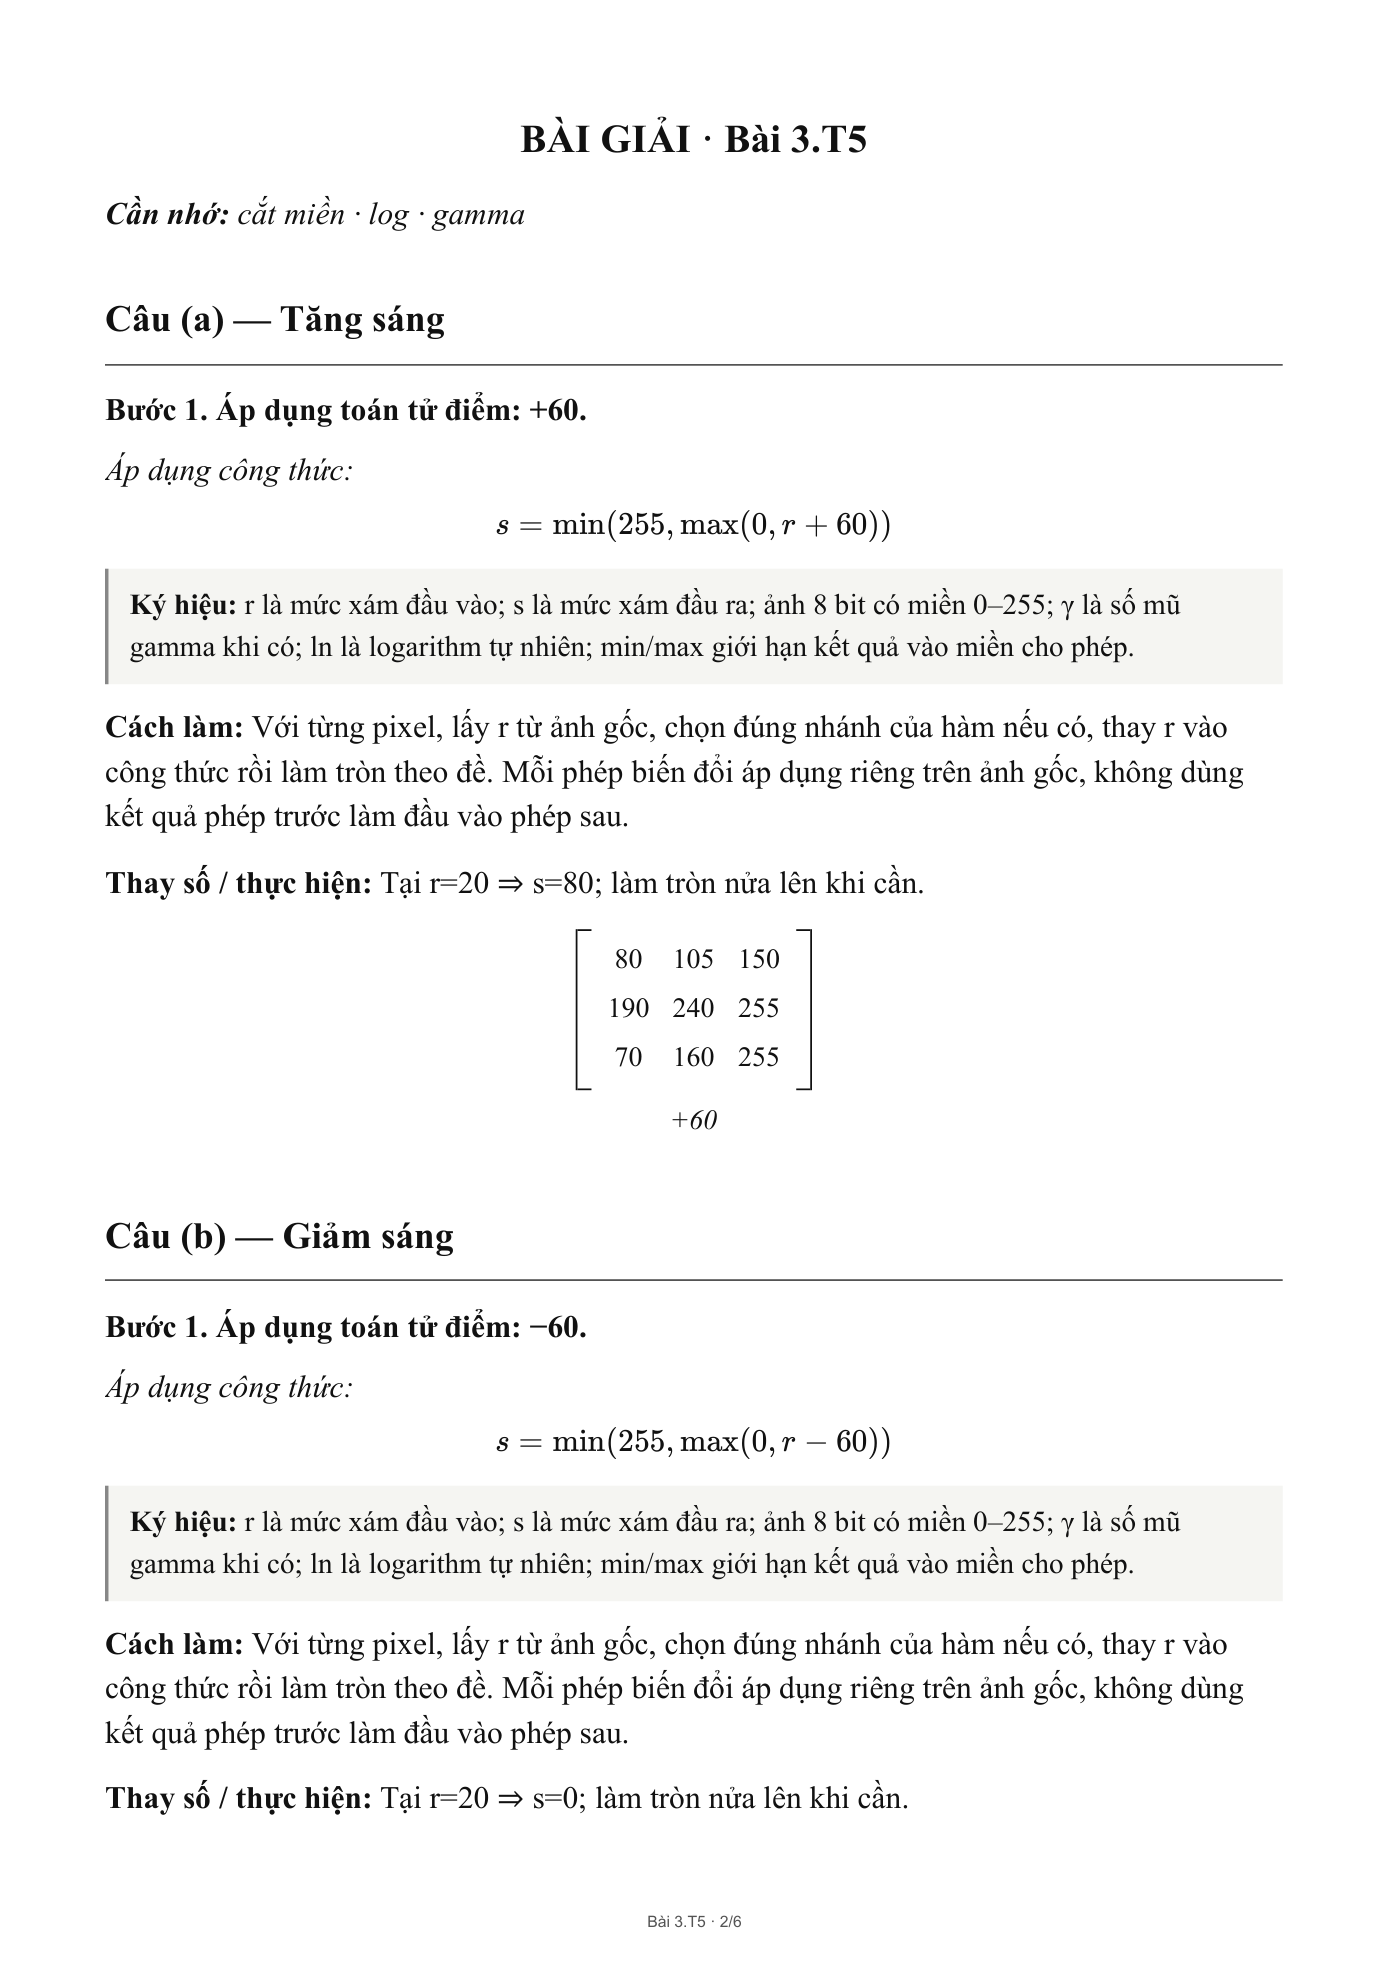 BÀI GIẢI · Bài 3.T5
Cần nhớ: cắt miền · log · gamma
Câu (a) — Tăng sáng
Bước 1. Áp dụng toán tử điểm: +60.
Áp dụng công thức:
s = min(255, max(0, r + 60))
Ký hiệu: r là mức xám đầu vào; s là mức xám đầu ra; ảnh 8 bit có miền 0–255; γ là số mũ
gamma khi có; ln là logarithm tự nhiên; min/max giới hạn kết quả vào miền cho phép.
Cách làm: Với từng pixel, lấy r từ ảnh gốc, chọn đúng nhánh của hàm nếu có, thay r vào
công thức rồi làm tròn theo đề. Mỗi phép biến đổi áp dụng riêng trên ảnh gốc, không dùng
kết quả phép trước làm đầu vào phép sau.
Thay số / thực hiện: Tại r=20 ⇒ s=80; làm tròn nửa lên khi cần.
80 105 150
190 240 255
70 160 255
+60
Câu (b) — Giảm sáng
Bước 1. Áp dụng toán tử điểm: −60.
Áp dụng công thức:
s = min(255, max(0, r − 60))
Ký hiệu: r là mức xám đầu vào; s là mức xám đầu ra; ảnh 8 bit có miền 0–255; γ là số mũ
gamma khi có; ln là logarithm tự nhiên; min/max giới hạn kết quả vào miền cho phép.
Cách làm: Với từng pixel, lấy r từ ảnh gốc, chọn đúng nhánh của hàm nếu có, thay r vào
công thức rồi làm tròn theo đề. Mỗi phép biến đổi áp dụng riêng trên ảnh gốc, không dùng
kết quả phép trước làm đầu vào phép sau.
Thay số / thực hiện: Tại r=20 ⇒ s=0; làm tròn nửa lên khi cần.
Bài 3.T5 · 2/6